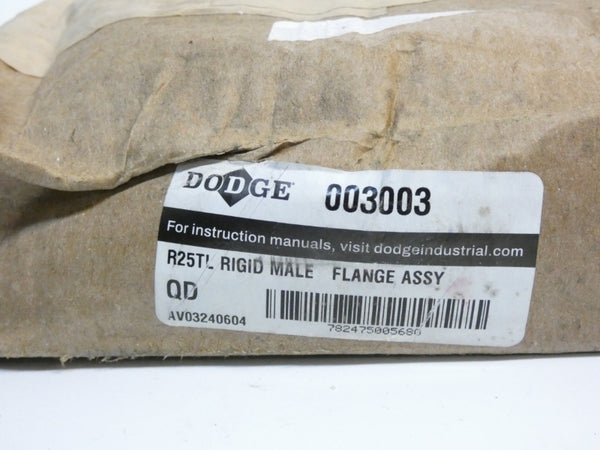 DODGE 003003
For instruction manuals, visit dodgeindustrial.com
R25TL RIGID MALE FLANGE ASSY
QD
AV03240604
782475005680